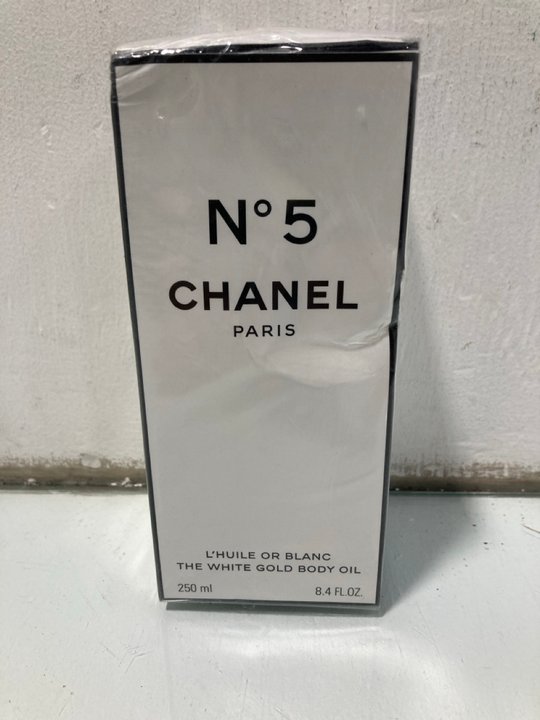 N°5
CHANEL
PARIS
L'HUILE OR BLANC
THE WHITE GOLD BODY OIL
250 ml 8.4 FL.OZ.